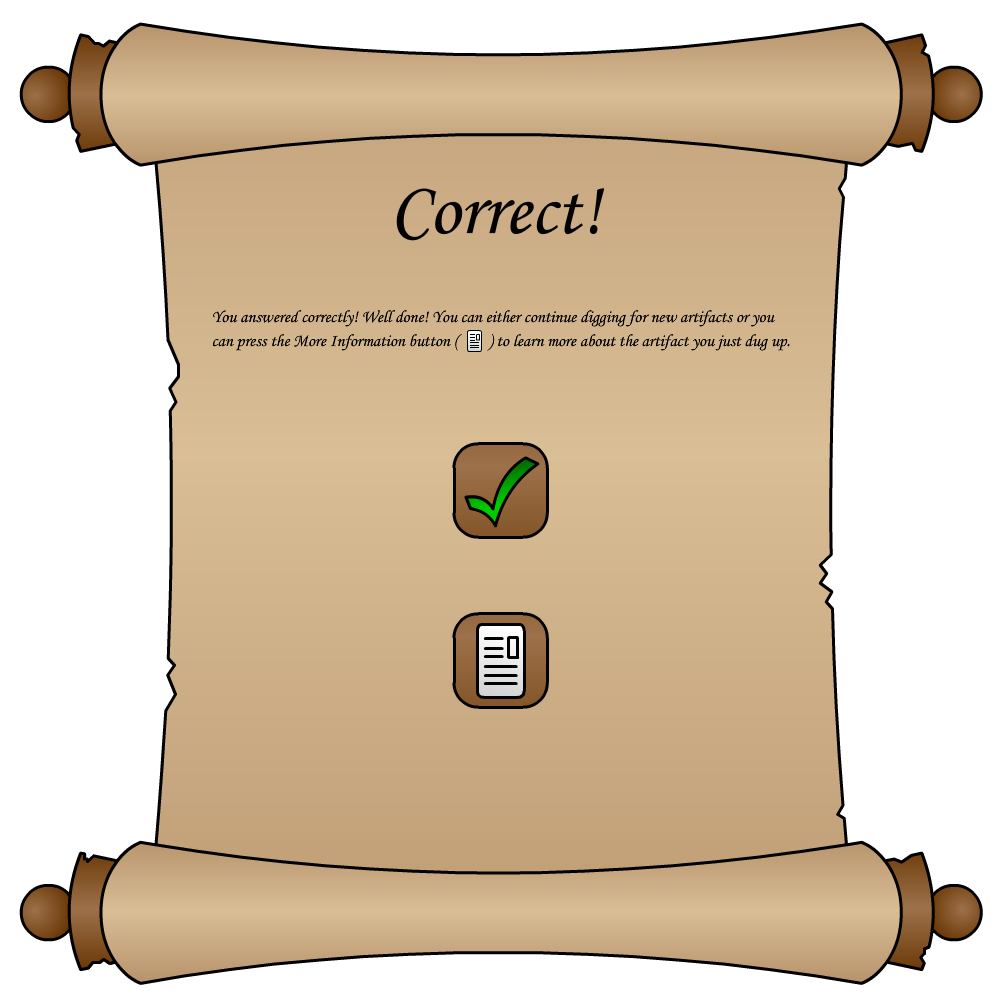 Correct!
You answered correctly! Well done! You can either continue digging for new artifacts or you
can press the More Information button ( ) to learn more about the artifact you just dug up.